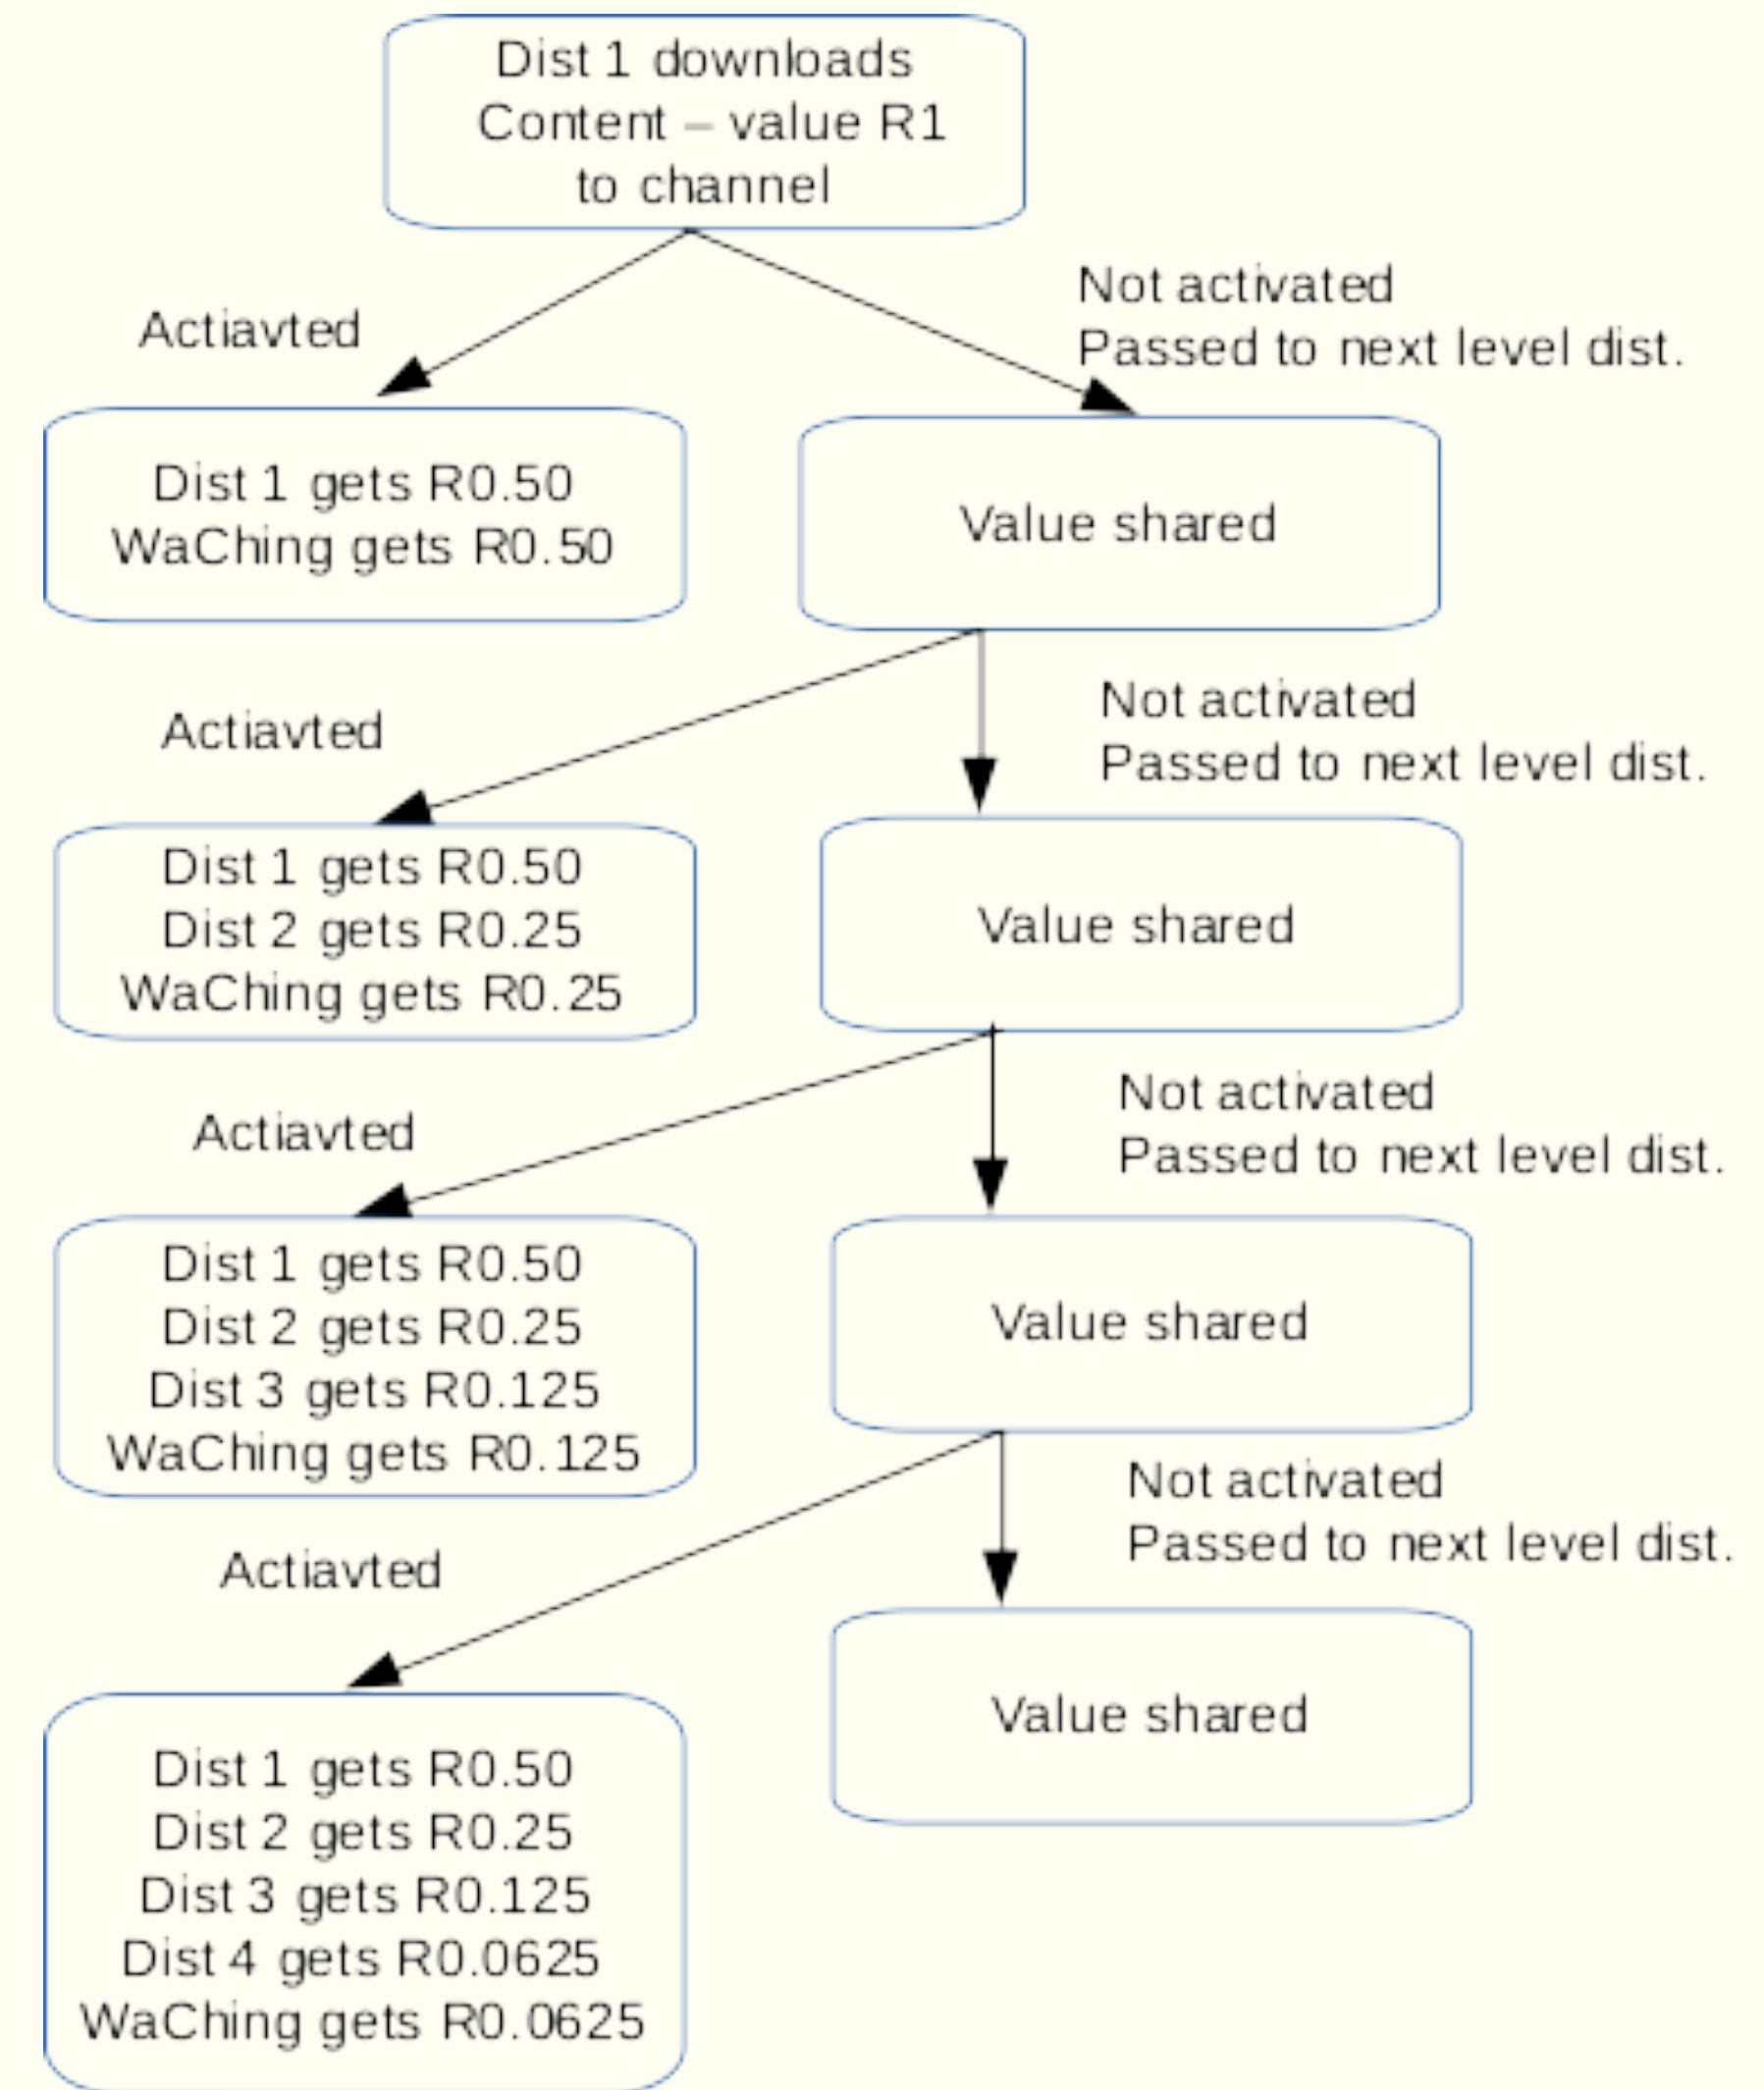 Dist 1 downloads
Content – value R1
to channel
Actiavted
Not activated
Passed to next level dist.
Dist 1 gets R0.50
WaChing gets R0.50
Value shared
Actiavted
Not activated
Passed to next level dist.
Dist 1 gets R0.50
Dist 2 gets R0.25
WaChing gets R0.25
Value shared
Actiavted
Not activated
Passed to next level dist.
Dist 1 gets R0.50
Dist 2 gets R0.25
Dist 3 gets R0.125
WaChing gets R0.125
Value shared
Actiavted
Not activated
Passed to next level dist.
Dist 1 gets R0.50
Dist 2 gets R0.25
Dist 3 gets R0.125
Dist 4 gets R0.0625
WaChing gets R0.0625
Value shared